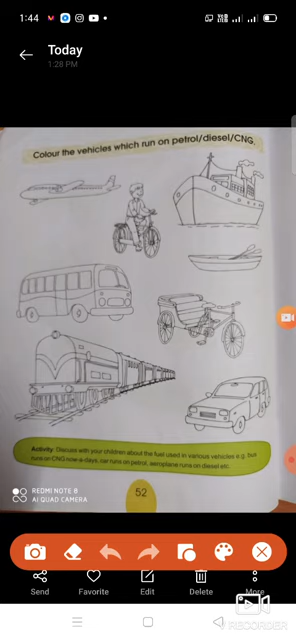 1:44
Today
1:28 PM
Colour the vehicles which run on petrol/diesel/CNG.
Activity: Discuss with your children about the fuel used in various vehicles e.g. bus
runs on CNG now-a-days, car runs on petrol, aeroplane runs on diesel etc.
52
REDMI NOTE 8
AI QUAD CAMERA
Send
Favorite
Edit
Delete
More
RECORDER